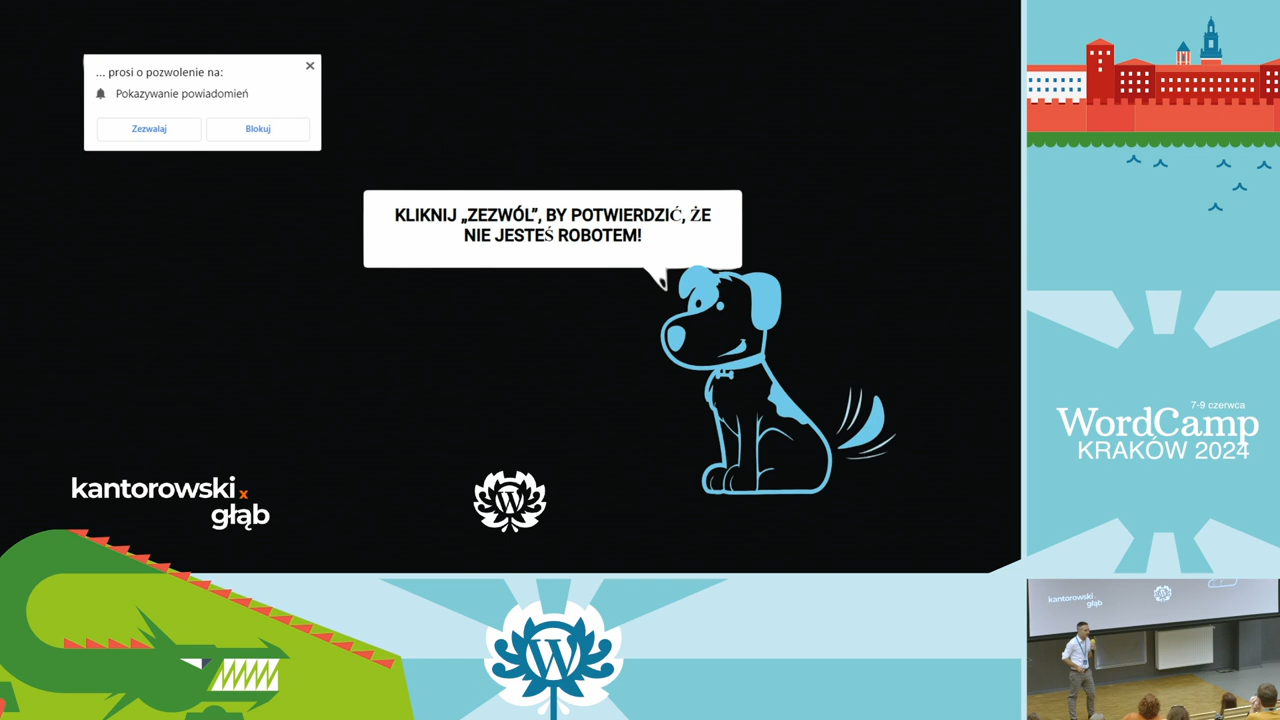 ... prosi o pozwolenie na:
Pokazywanie powiadomień
Zezwalaj
Blokuj
KLIKNIJ „ZEZWÓL”, BY POTWIERDZIĆ, ŻE
NIE JESTEŚ ROBOTEM!
kantorowski x
głąb
W
W
7-9 czerwca
WordCamp
KRAKÓW 2024
kantorowski
głąb